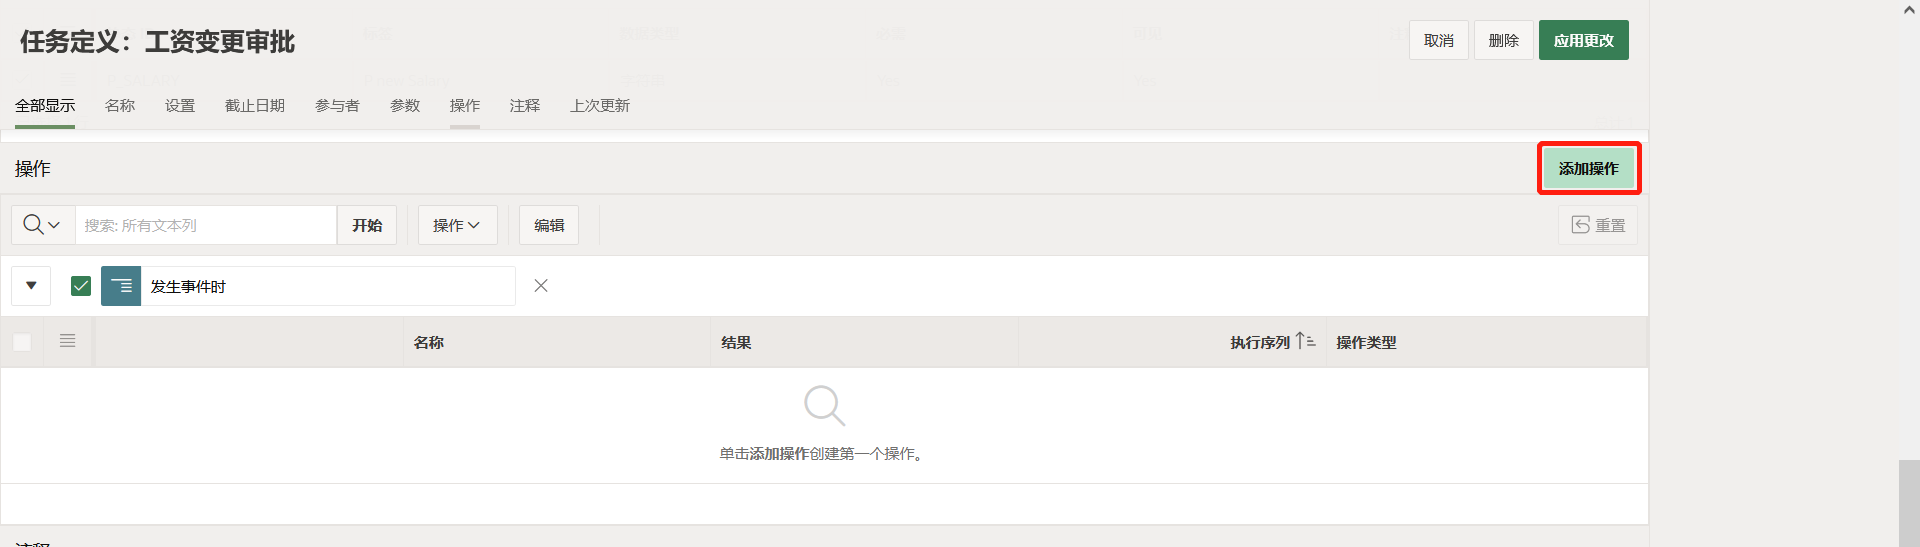 任务定义：工资变更审批
取消 删除 应用更改
全部显示 名称 设置 截止日期 参与者 参数 操作 注释 上次更新
操作 添加操作
搜索: 所有文本列 开始 操作 编辑 重置
发生事件时
名称 结果 执行序列 操作类型
单击添加操作创建第一个操作。
注释